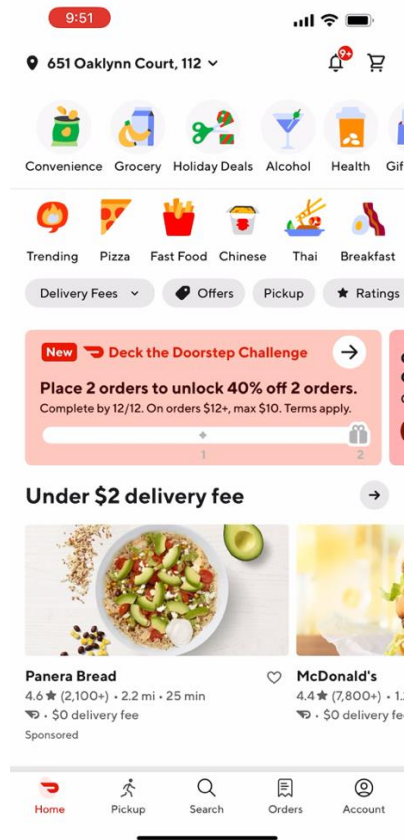 9:51
651 Oaklynn Court, 112
9+
Convenience Grocery Holiday Deals Alcohol Health
Trending Pizza Fast Food Chinese Thai Breakfast
Delivery Fees Offers Pickup ★ Ratings
New Deck the Doorstep Challenge
Place 2 orders to unlock 40% off 2 orders.
Complete by 12/12. On orders $12+, max $10. Terms apply.
1 2
Under $2 delivery fee
Panera Bread
4.6★ (2,100+) • 2.2 mi • 25 min
• $0 delivery fee
Sponsored
McDonald's
4.4★ (7,800+) • 1.
• $0 delivery fe
Home Pickup Search Orders Account